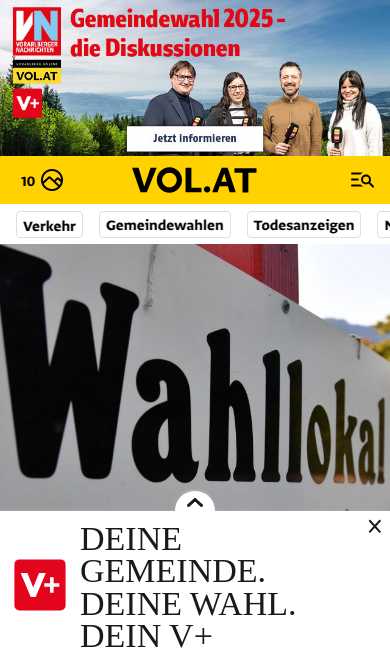 VN
VORARLBERGER
NACHRICHTEN
Gemeindewahl 2025 –
die Diskussionen
VORARLBERG ONLINE
VOL.AT
V+
Jetzt informieren
10
VOL.AT
Verkehr
Gemeindewahlen
Todesanzeigen
Wahllokal
V+
DEINE
GEMEINDE.
DEINE WAHL.
DEIN V+